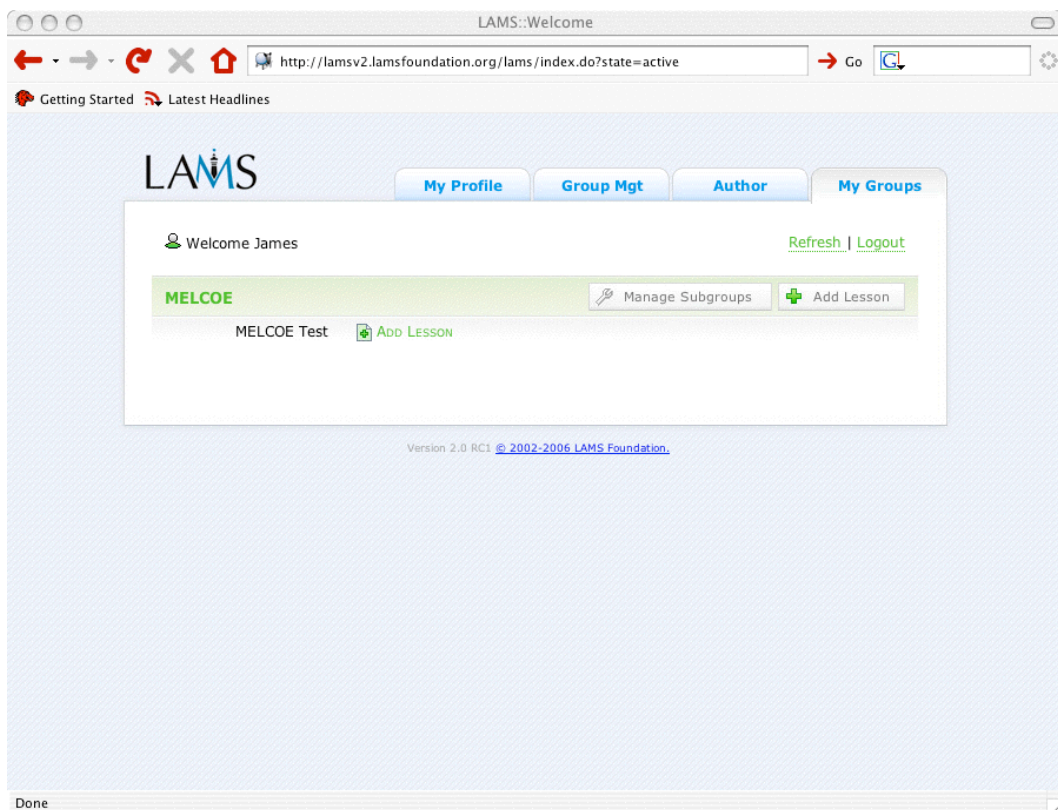 LAMS::Welcome
http://lamsv2.lamsfoundation.org/lams/index.do?state=active Go G
Getting Started Latest Headlines
LAMS
My Profile Group Mgt Author My Groups
Welcome James Refresh | Logout
MELCOE Manage Subgroups Add Lesson
MELCOE Test ADD LESSON
Version 2.0 RC1 © 2002-2006 LAMS Foundation.
Done